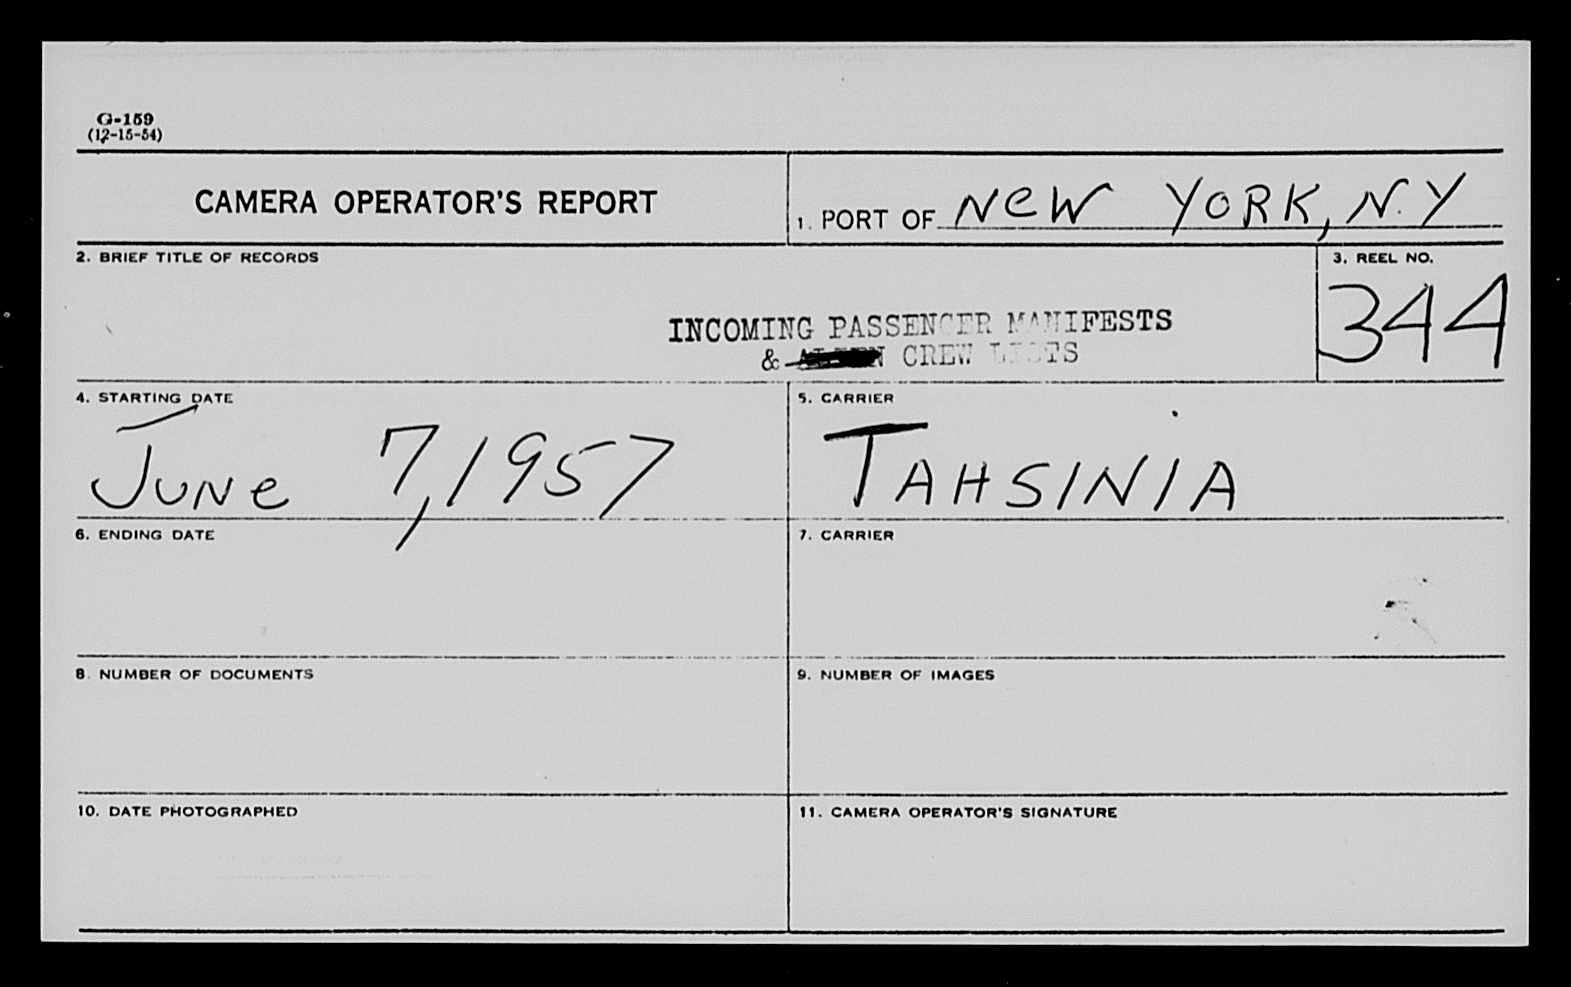 G-159
(12-15-54)
CAMERA OPERATOR'S REPORT
1. PORT OF New YORK, N.Y
2. BRIEF TITLE OF RECORDS
INCOMING PASSENGER MANIFESTS
& CREW LISTS
3. REEL NO.
344
4. STARTING DATE
June 7, 1957
5. CARRIER
TAHSINIA
6. ENDING DATE
7. CARRIER
8. NUMBER OF DOCUMENTS
9. NUMBER OF IMAGES
10. DATE PHOTOGRAPHED
11. CAMERA OPERATOR'S SIGNATURE